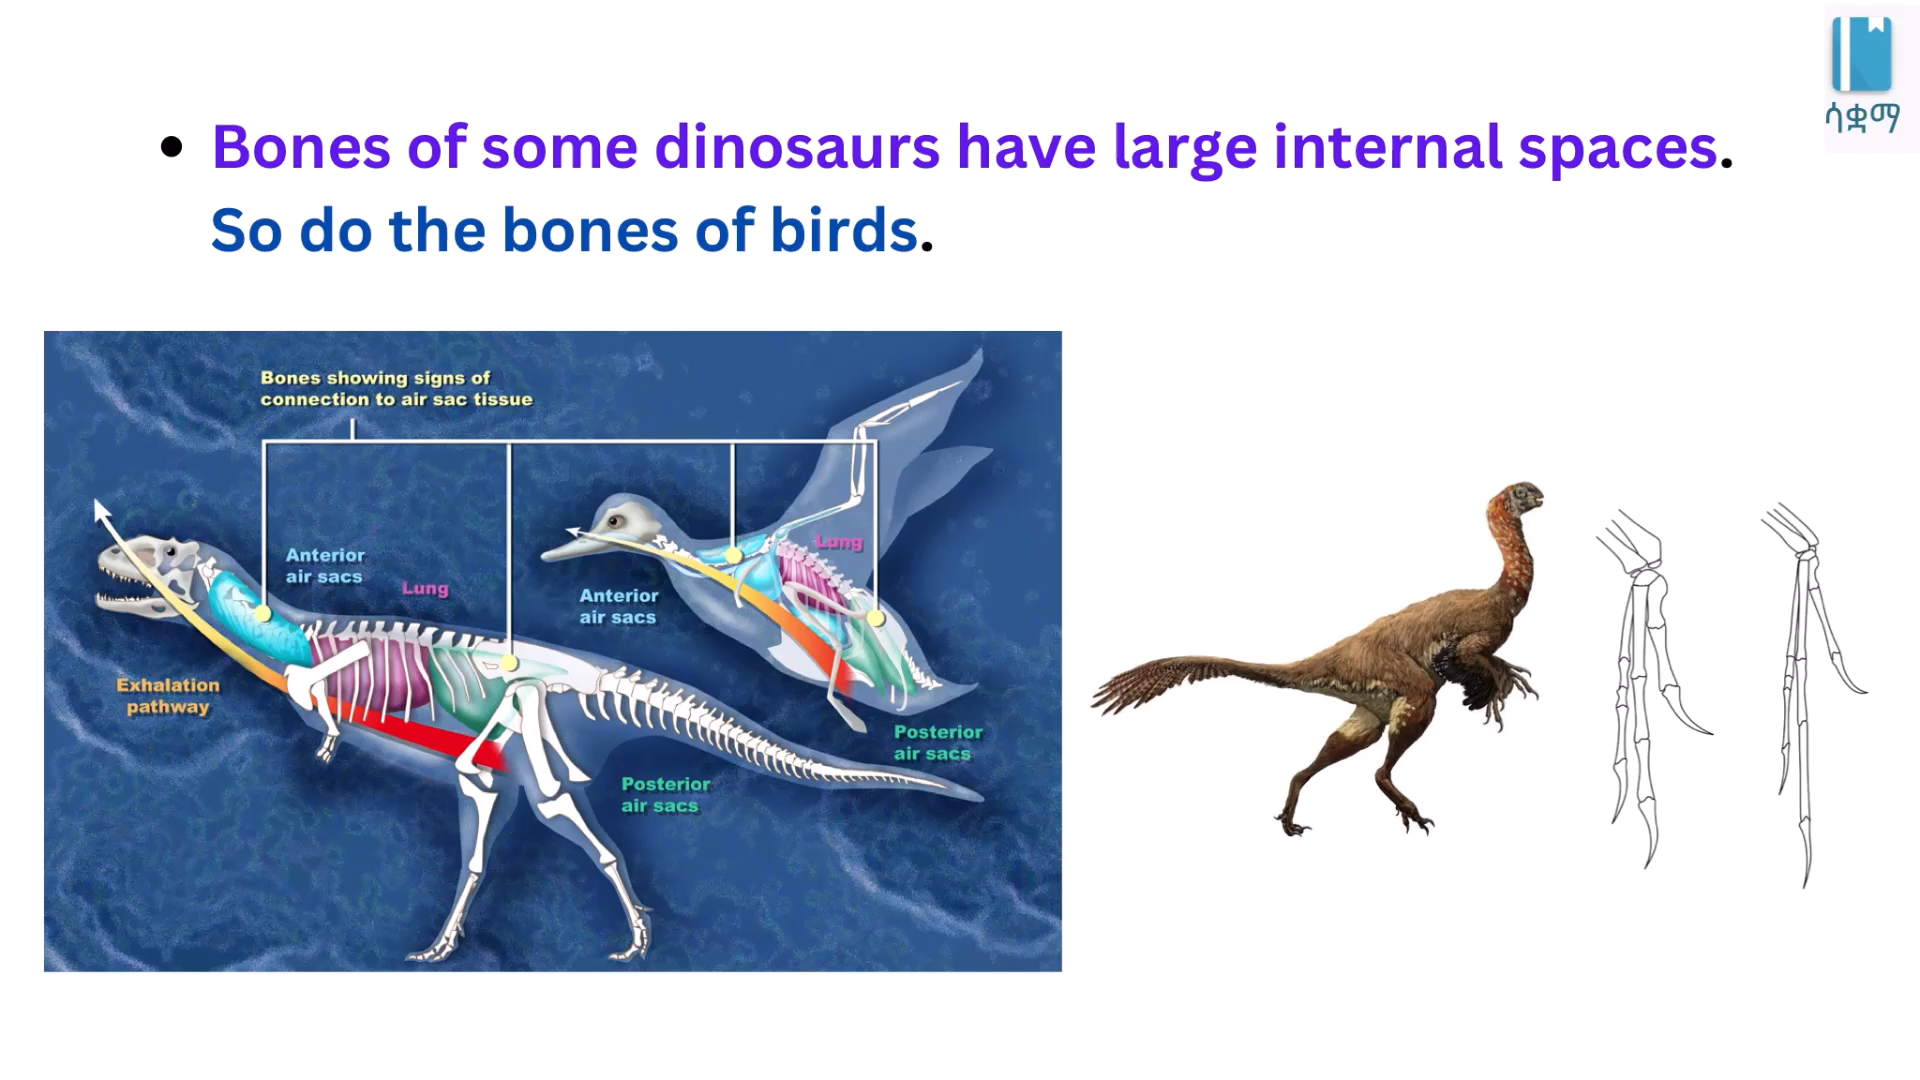 ሳቋማ
• Bones of some dinosaurs have large internal spaces.
So do the bones of birds.
Bones showing signs of
connection to air sac tissue
Anterior
air sacs
Lung
Exhalation
pathway
Posterior
air sacs
Anterior
air sacs
Lung
Posterior
air sacs